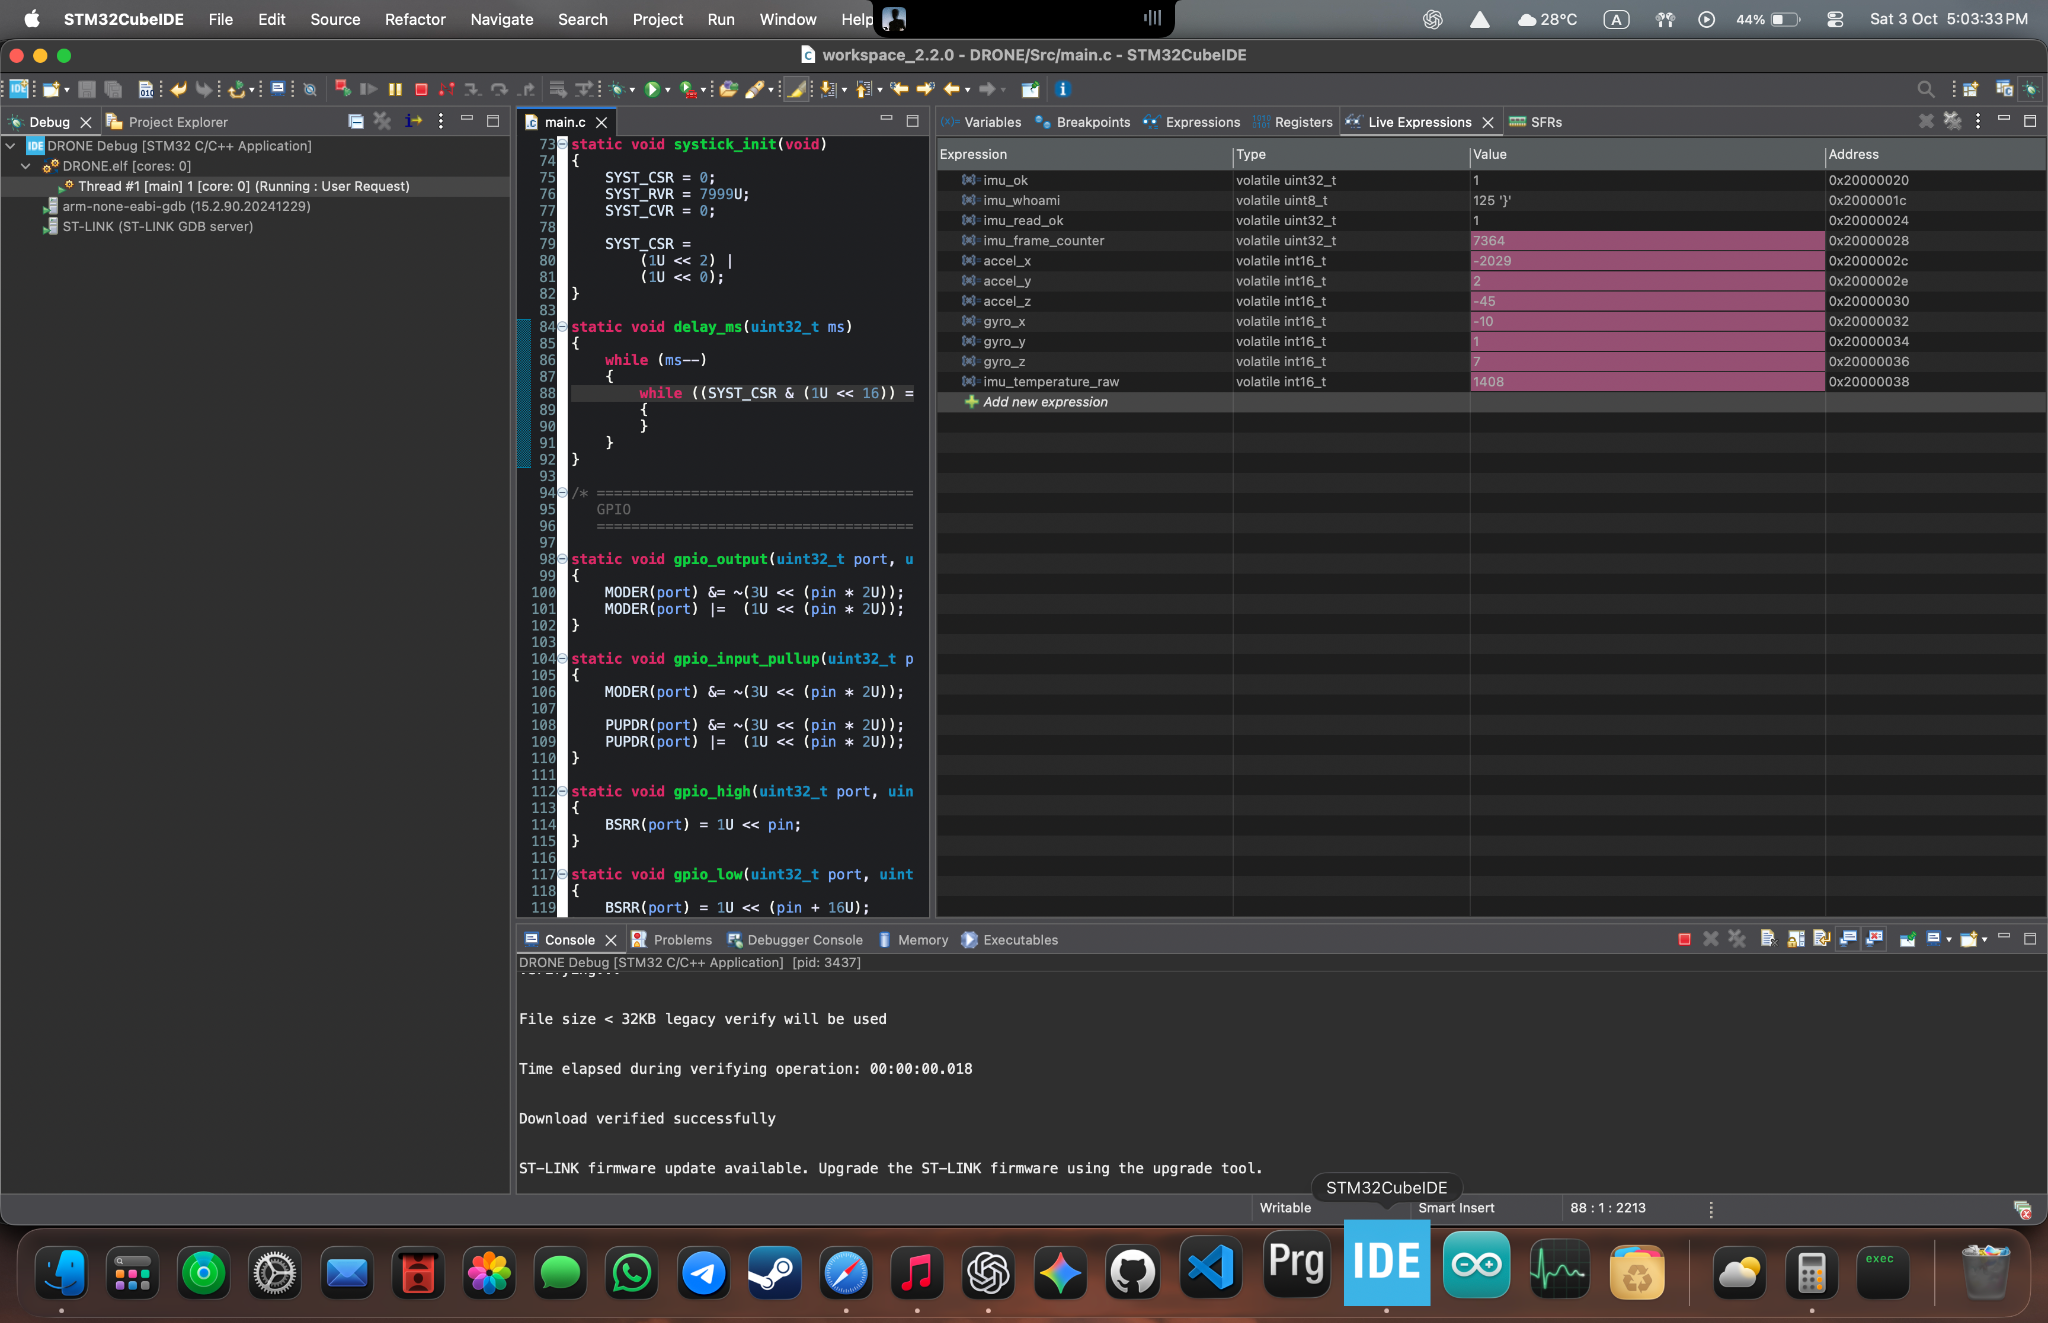 STM32CubeIDE File Edit Source Refactor Navigate Search Project Run Window Help 28°C A 44% Sat 3 Oct 5:03:33 PM
workspace_2.2.0 - DRONE/Src/main.c - STM32CubeIDE
Debug Project Explorer
IDE DRONE Debug [STM32 C/C++ Application]
DRONE.elf [cores: 0]
Thread #1 [main] 1 [core: 0] (Running : User Request)
arm-none-eabi-gdb (15.2.90.20241229)
ST-LINK (ST-LINK GDB server)
main.c
73 static void systick_init(void)
74 {
75 SYST_CSR = 0;
76 SYST_RVR = 7999U;
77 SYST_CVR = 0;
78
79 SYST_CSR =
80 (1U << 2) |
81 (1U << 0);
82 }
83
84 static void delay_ms(uint32_t ms)
85 {
86 while (ms--)
87 {
88 while ((SYST_CSR & (1U << 16)) =
89 {
90 }
91 }
92 }
93
94 /* =====================================
95 GPIO
96 =====================================
97
98 static void gpio_output(uint32_t port, u
99 {
100 MODER(port) &= ~(3U << (pin * 2U));
101 MODER(port) |= (1U << (pin * 2U));
102 }
103
104 static void gpio_input_pullup(uint32_t p
105 {
106 MODER(port) &= ~(3U << (pin * 2U));
107
108 PUPDR(port) &= ~(3U << (pin * 2U));
109 PUPDR(port) |= (1U << (pin * 2U));
110 }
111
112 static void gpio_high(uint32_t port, uin
113 {
114 BSRR(port) = 1U << pin;
115 }
116
117 static void gpio_low(uint32_t port, uint
118 {
119 BSRR(port) = 1U << (pin + 16U);
Variables Breakpoints Expressions Registers Live Expressions SFRs
Expression Type Value Address
imu_ok volatile uint32_t 1 0x20000020
imu_whoami volatile uint8_t 125 '}' 0x2000001c
imu_read_ok volatile uint32_t 1 0x20000024
imu_frame_counter volatile uint32_t 7364 0x20000028
accel_x volatile int16_t -2029 0x2000002c
accel_y volatile int16_t 2 0x2000002e
accel_z volatile int16_t -45 0x20000030
gyro_x volatile int16_t -10 0x20000032
gyro_y volatile int16_t 1 0x20000034
gyro_z volatile int16_t 7 0x20000036
imu_temperature_raw volatile int16_t 1408 0x20000038
Add new expression
Console Problems Debugger Console Memory Executables
DRONE Debug [STM32 C/C++ Application] [pid: 3437]
File size < 32KB legacy verify will be used
Time elapsed during verifying operation: 00:00:00.018
Download verified successfully
ST-LINK firmware update available. Upgrade the ST-LINK firmware using the upgrade tool.
STM32CubeIDE
Writable Smart Insert 88 : 1 : 2213
Prg IDE exec